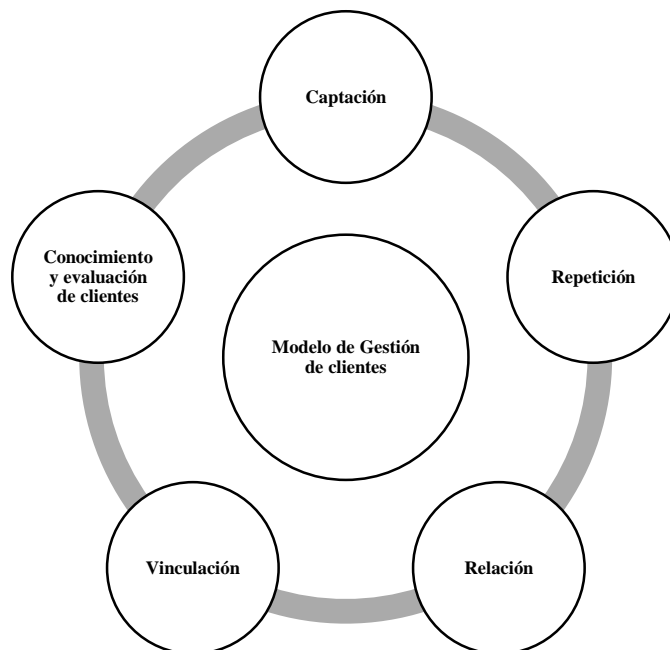 Captación
Conocimiento
y evaluación
de clientes
Repetición
Modelo de Gestión
de clientes
Vinculación
Relación